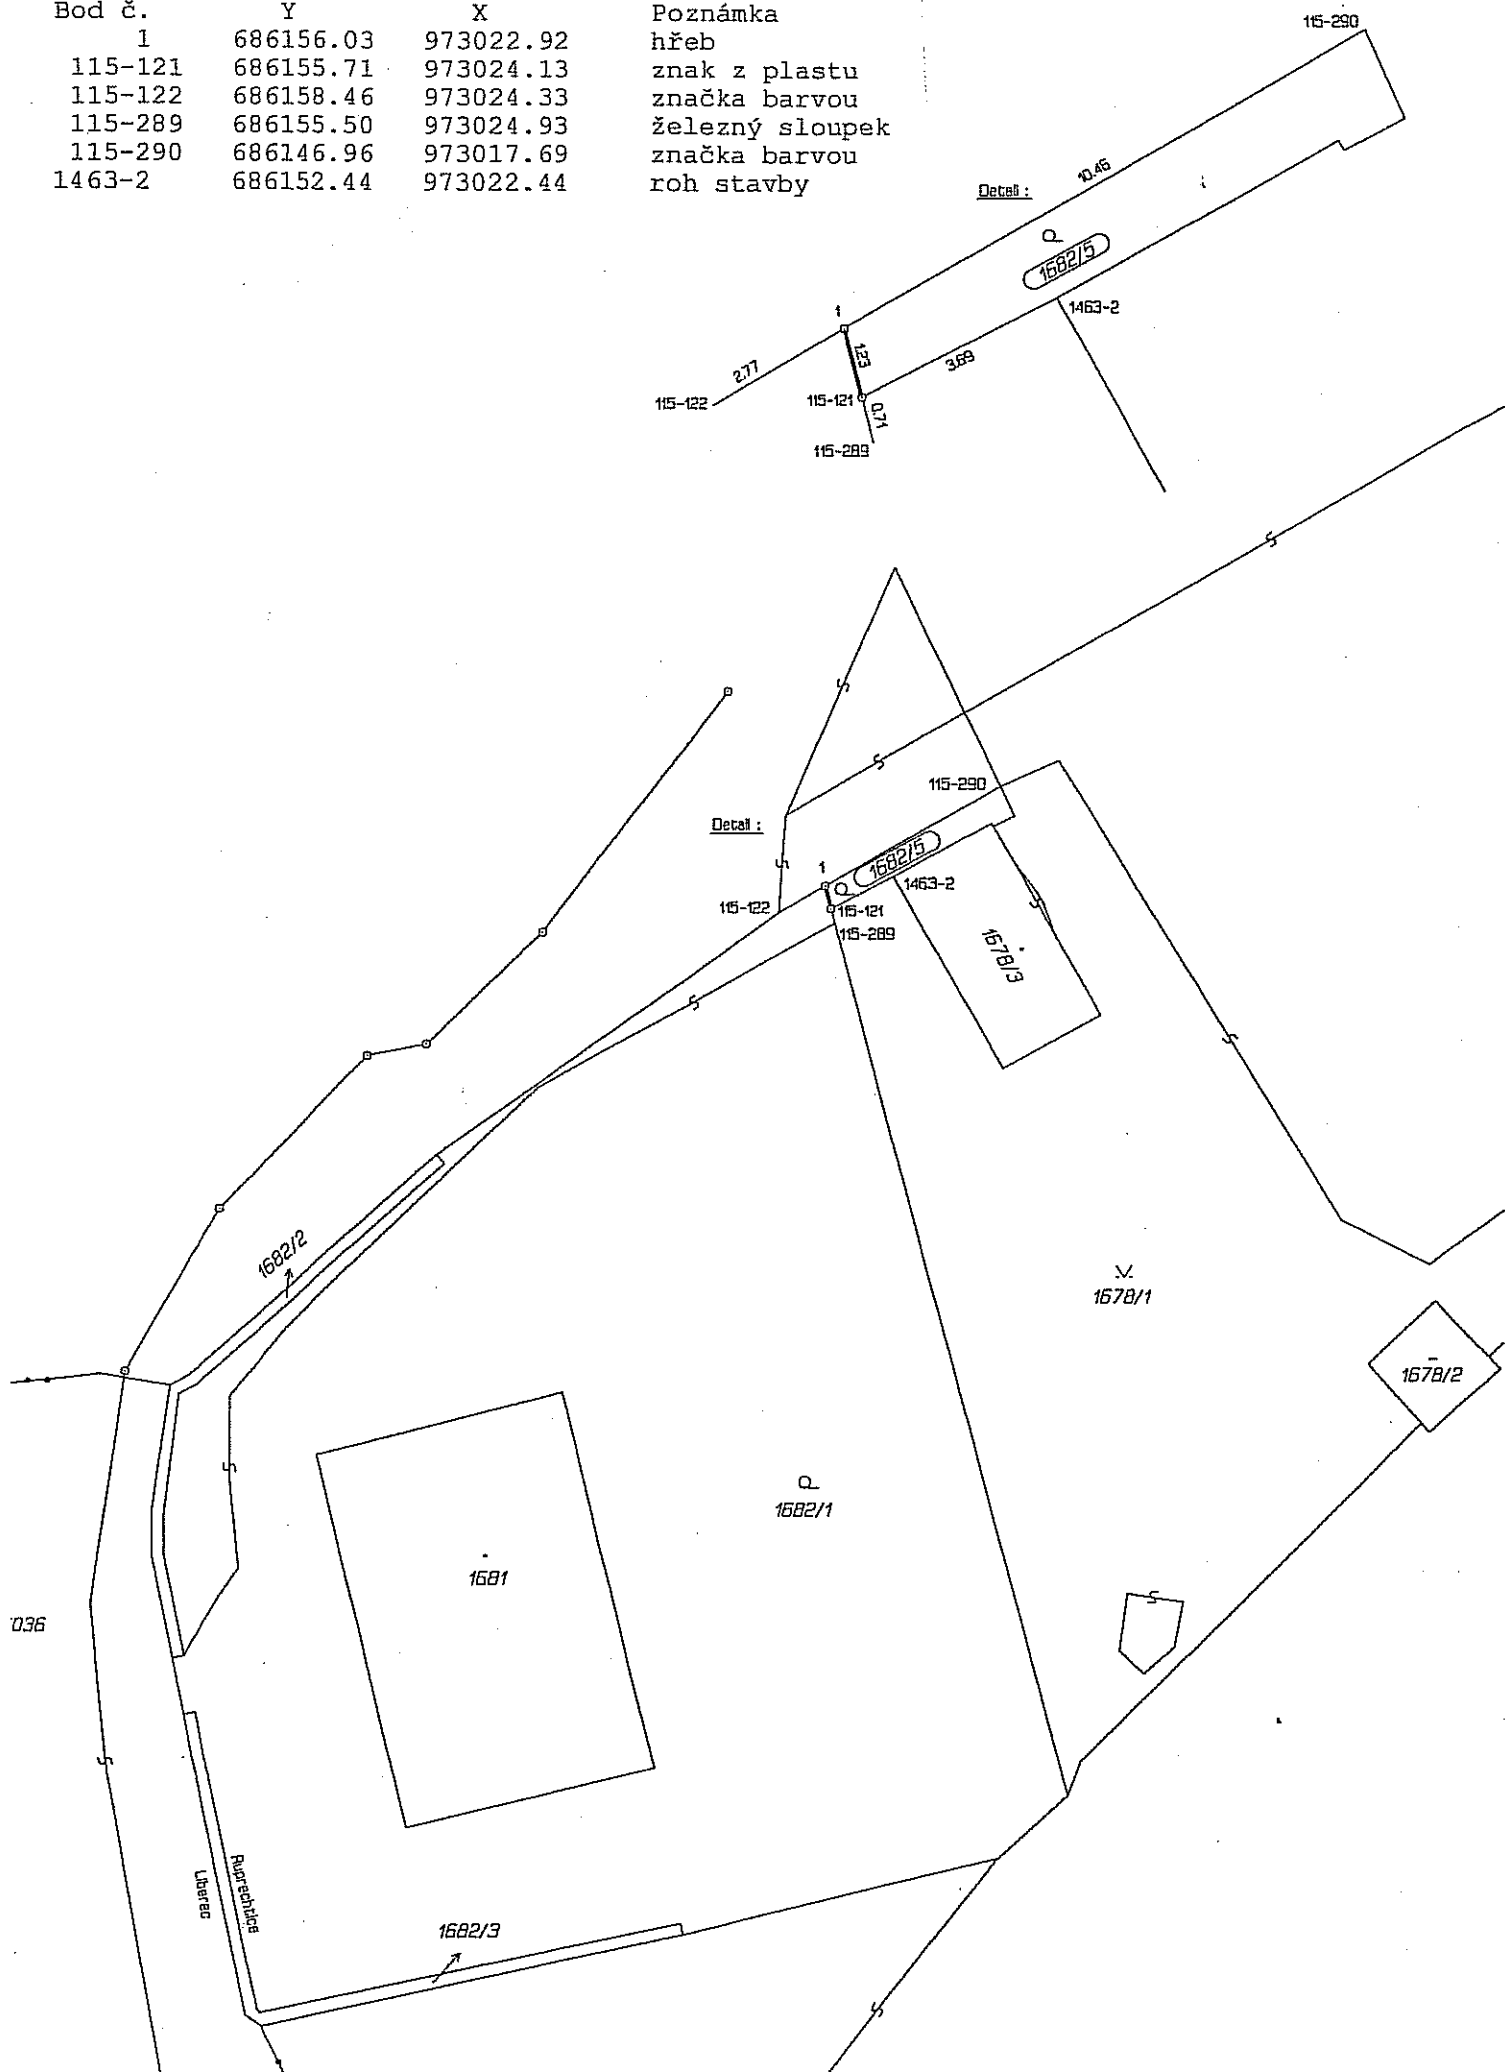 Bod č. Y X Poznámka
1 686156.03 973022.92 hřeb
115-121 686155.71 973024.13 znak z plastu
115-122 686158.46 973024.33 značka barvou
115-289 686155.50 973024.93 železný sloupek
115-290 686146.96 973017.69 značka barvou
1463-2 686152.44 973022.44 roh stavby
115-290
10.46
Detail :
1682/5
1463-2
1
1.23
3.69
2.77
115-122
115-121
0.71
115-289
115-290
Detail :
1
1682/5
1463-2
115-122
115-121
115-289
1678/3
1682/2
1678/1
1678/2
1682/1
1681
036
Ruprechtice
Liberec
1682/3